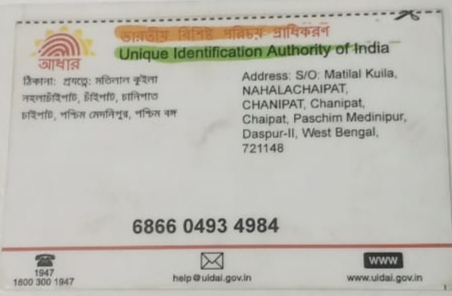 ভারতীয় বিশিষ্ট পরিচয় প্রাধিকরণ
Unique Identification Authority of India
আধার
ঠিকানা: প্রযত্নে: মতিলাল কুইলা
নহলাচাঁইপাট, চাঁইপাট, চানিপাত
চাইপাট, পশ্চিম মেদনিপুর, পশ্চিম বঙ্গ
Address: S/O: Matilal Kuila,
NAHALACHAIPAT,
CHANIPAT, Chanipat,
Chaipat, Paschim Medinipur,
Daspur-II, West Bengal,
721148
6866 0493 4984
1947
1800 300 1947
help@uidai.gov.in
WWW
www.uidai.gov.in